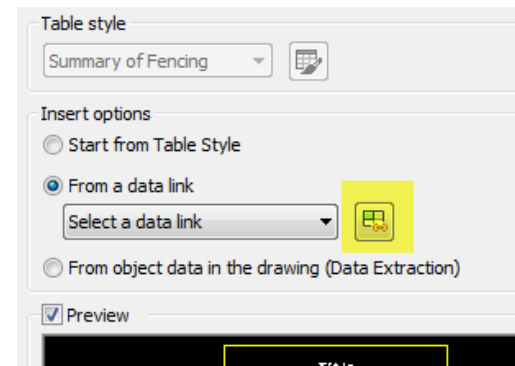 Table style
Summary of Fencing
Insert options
Start from Table Style
From a data link
Select a data link
From object data in the drawing (Data Extraction)
Preview